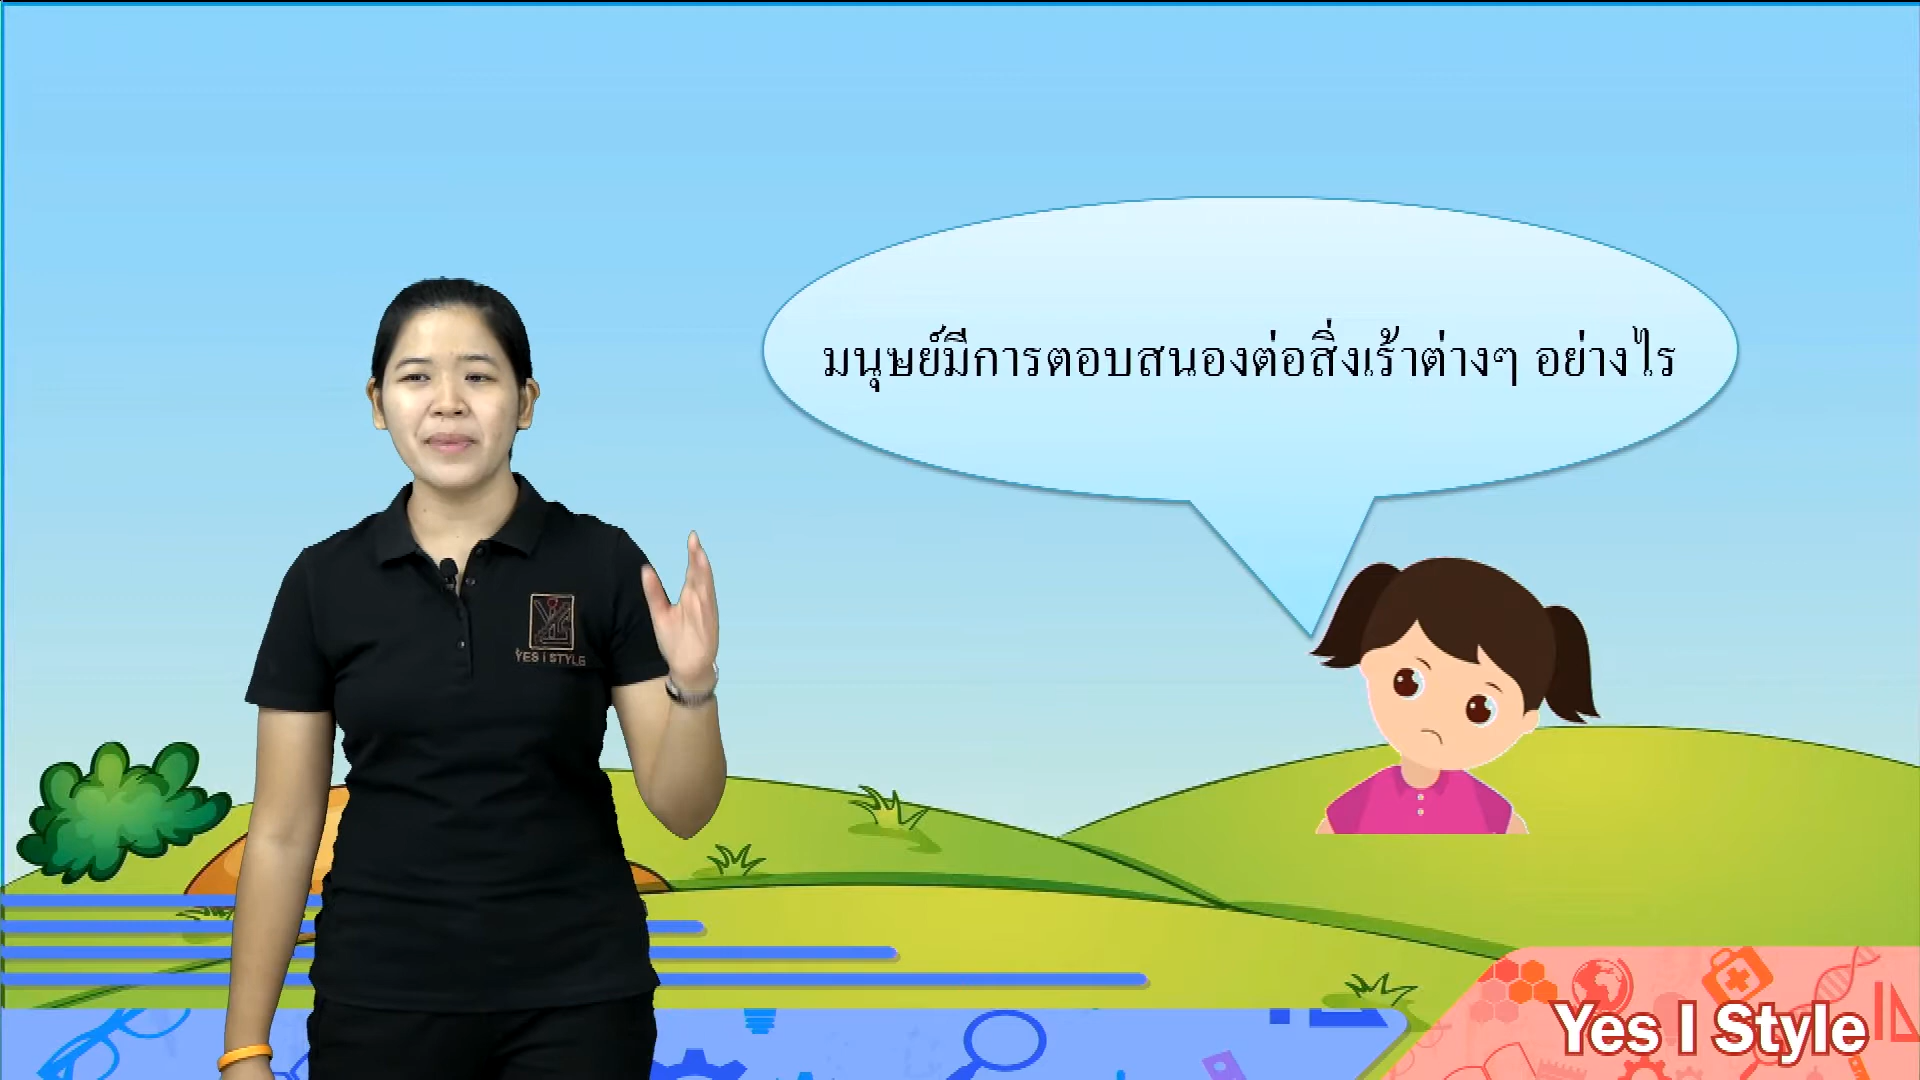 มนุษย์มีการตอบสนองต่อสิ่งเร้าต่างๆ อย่างไร
YES I STYLE
Yes I Style